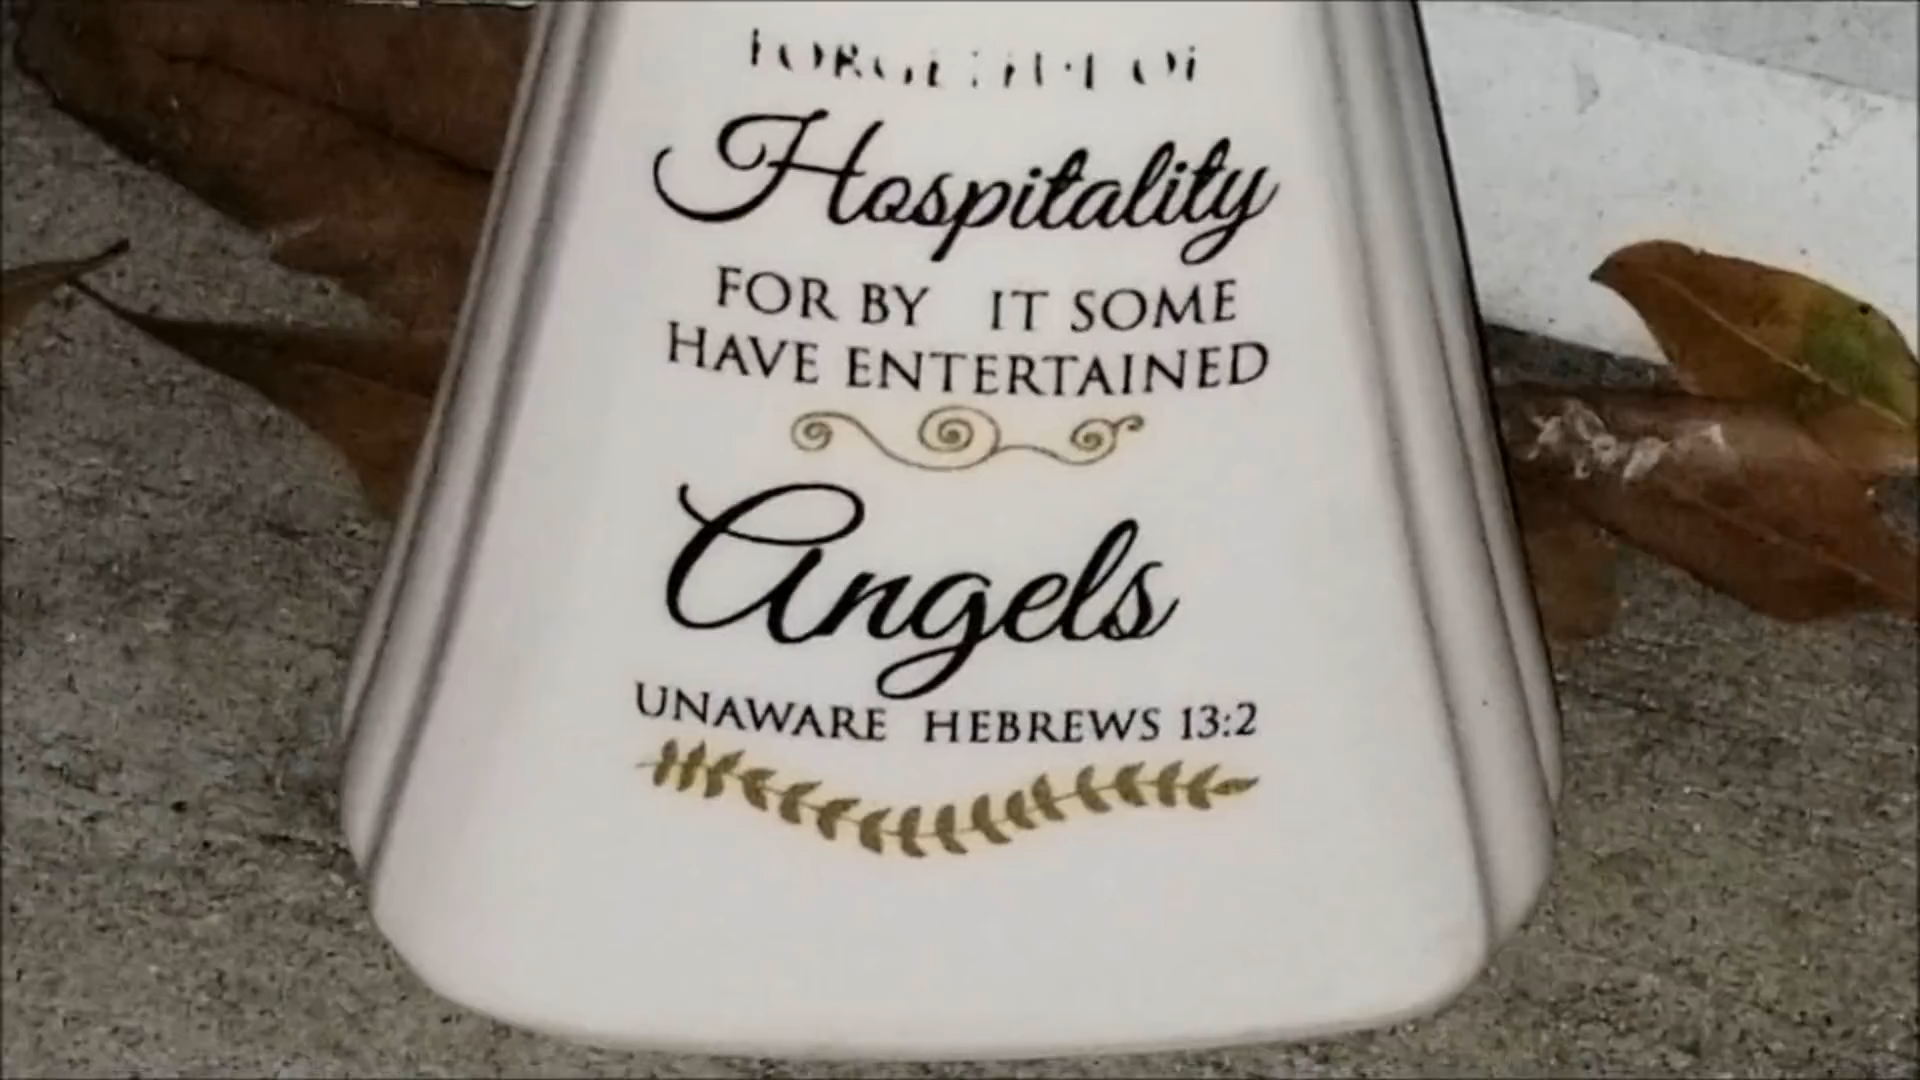 Hospitality
FOR BY IT SOME
HAVE ENTERTAINED
Angels
UNAWARE HEBREWS 13:2